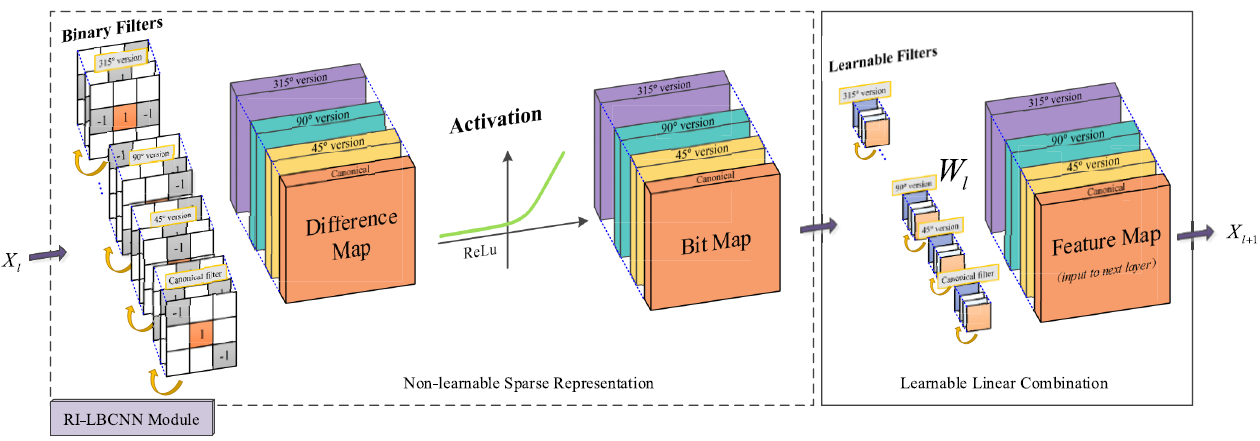 Binary Filters
315° version
1
-1 1 -1
-1
90° version
-1
45° version
-1
Canonical filter
-1
1
-1
X_l
315° version
90° version
45° version
Canonical
Difference
Map
Activation
ReLu
315° version
90° version
45° version
Canonical
Bit Map
Non-learnable Sparse Representation
RI-LBCNN Module
Learnable Filters
315° version
90° version
45° version
Canonical filter
W_l
315° version
90° version
45° version
Canonical
Feature Map
(input to next layer)
Learnable Linear Combination
X_{l+1}